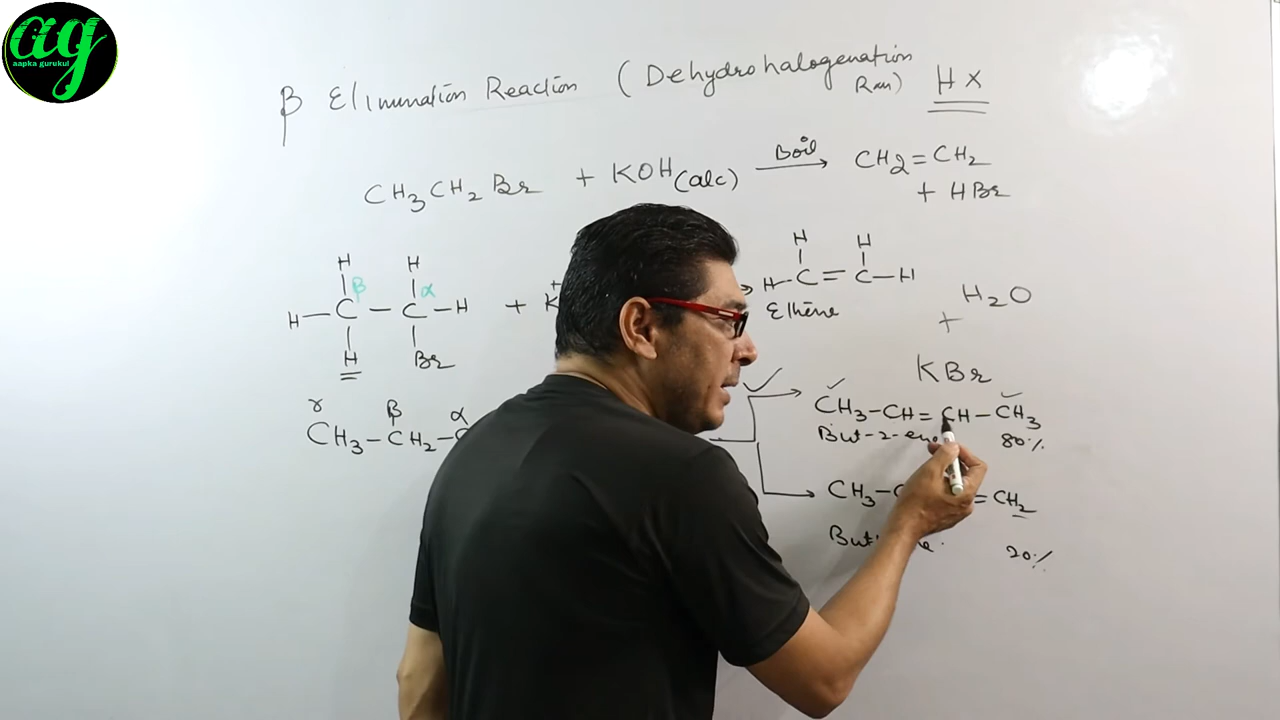 ag
aapka gurukul
β Elimination Reaction (Dehydrohalogenation
Rxn) HX
CH3CH2Br + KOH(alc) Boil → CH2=CH2
+ HBr
H H H H
β α
H—C—C—H + K+ → H—C=C—H
H Br
Ethene
+ H2O
KBr
γ β α
CH3—CH2—
✓ → CH3—CH=CH—CH3
But-2-ene 80%
→ CH3— =CH2
20%